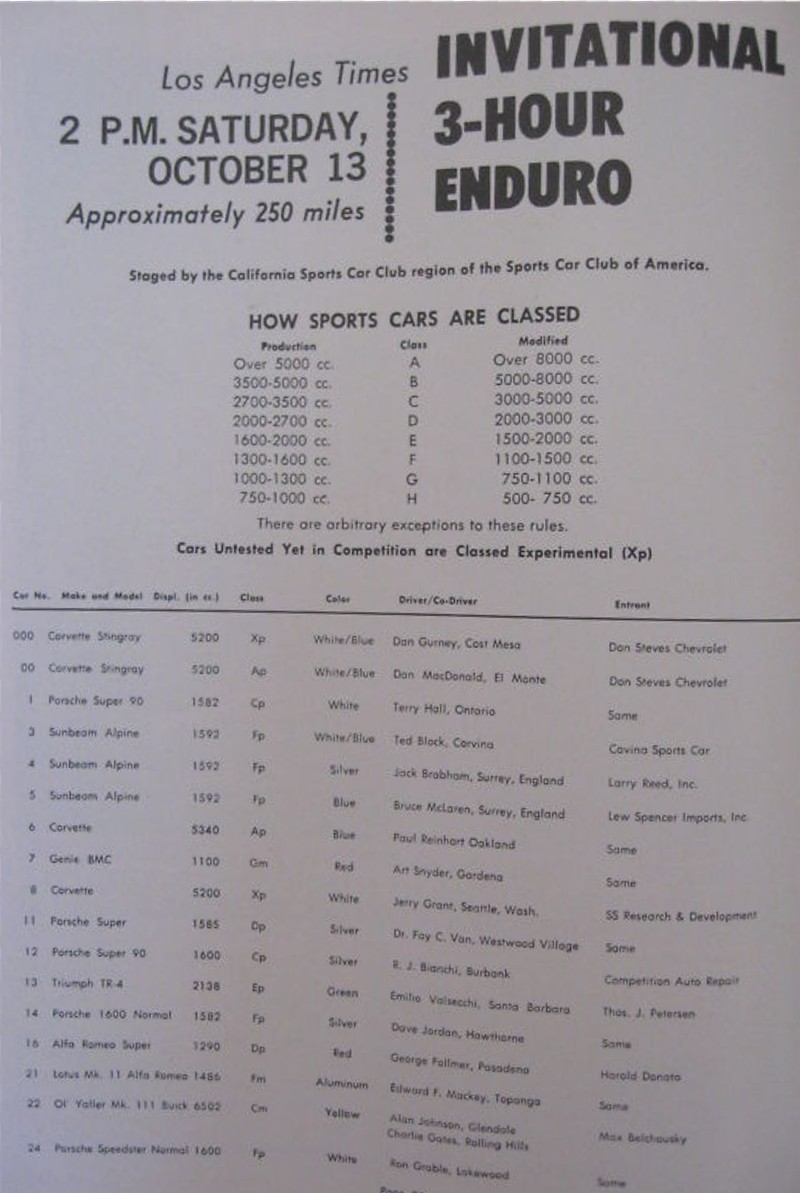 Los Angeles Times
2 P.M. SATURDAY,
OCTOBER 13
Approximately 250 miles
INVITATIONAL
3-HOUR
ENDURO
Staged by the California Sports Car Club region of the Sports Car Club of America.
HOW SPORTS CARS ARE CLASSED
Production Class Modified
Over 5000 cc. A Over 8000 cc.
3500-5000 cc. B 5000-8000 cc.
2700-3500 cc. C 3000-5000 cc.
2000-2700 cc. D 2000-3000 cc.
1600-2000 cc. E 1500-2000 cc.
1300-1600 cc. F 1100-1500 cc.
1000-1300 cc. G 750-1100 cc.
750-1000 cc. H 500- 750 cc.
There are arbitrary exceptions to these rules.
Cars Untested Yet in Competition are Classed Experimental (Xp)
Car No. Make and Model Displ. (in cc.) Class Color Driver/Co-Driver Entrant
000 Corvette Stingray 5200 Xp White/Blue Dan Gurney, Cost Mesa Don Steves Chevrolet
00 Corvette Stingray 5200 Ap White/Blue Dan MacDonald, El Monte Don Steves Chevrolet
1 Porsche Super 90 1582 Cp White Terry Hall, Ontario Same
3 Sunbeam Alpine 1592 Fp White/Blue Ted Block, Corvina Covina Sports Car
4 Sunbeam Alpine 1592 Fp Silver Jack Brabham, Surrey, England Larry Reed, Inc.
5 Sunbeam Alpine 1592 Fp Blue Bruce McLaren, Surrey, England Lew Spencer Imports, Inc.
6 Corvette 5340 Ap Blue Paul Reinhart Oakland Same
7 Genie BMC 1100 Gm Red Art Snyder, Gardena Same
8 Corvette 5200 Xp White Jerry Grant, Seattle, Wash. SS Research & Development
11 Porsche Super 1585 Dp Silver Dr. Foy C. Van, Westwood Village Same
12 Porsche Super 90 1600 Cp Silver R. J. Bianchi, Burbank Competition Auto Repair
13 Triumph TR-4 2138 Ep Green Emilio Valsecchi, Santa Barbara Thos. J. Petersen
14 Porsche 1600 Normal 1582 Fp Silver Dave Jordan, Hawthorne Same
16 Alfa Romeo Super 1290 Dp Red George Follmer, Pasadena Harold Donato
21 Lotus Mk. 11 Alfa Romeo 1486 Fm Aluminum Edward F. Mackey, Topanga Same
22 Ol' Yaller Mk. 111 Buick 6502 Cm Yellow Alan Johnson, Glendale Max Belchousky
Charlie Gates, Rolling Hills
24 Porsche Speedster Normal 1600 Fp White Ron Grable, Lakewood Same